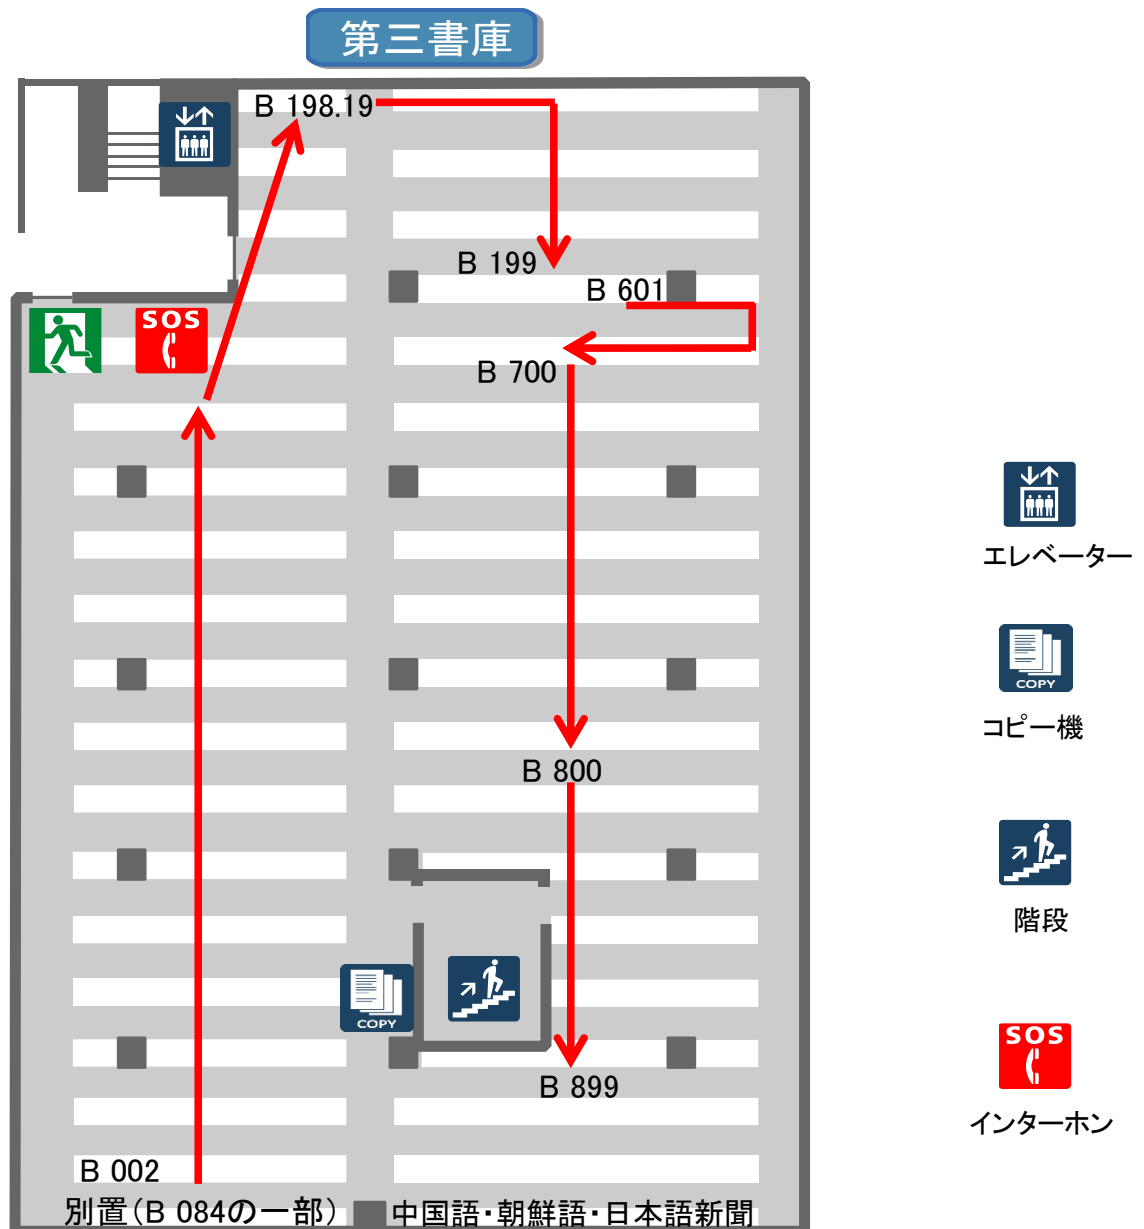 第三書庫
B 198.19
B 199
B 601
SOS
B 700
B 800
COPY
B 899
B 002
別置(B 084の一部)
中国語・朝鮮語・日本語新聞
エレベーター
COPY
コピー機
階段
SOS
インターホン